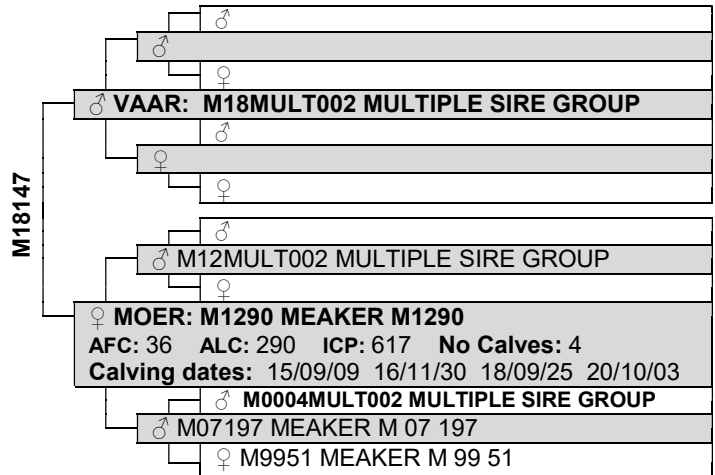 ♂
♂
♀
♂ VAAR: M18MULT002 MULTIPLE SIRE GROUP
♂
♀
♀
M18147
♂
♂ M12MULT002 MULTIPLE SIRE GROUP
♀
♀ MOER: M1290 MEAKER M1290
AFC: 36 ALC: 290 ICP: 617 No Calves: 4
Calving dates: 15/09/09 16/11/30 18/09/25 20/10/03
♂ M0004MULT002 MULTIPLE SIRE GROUP
♂ M07197 MEAKER M 07 197
♀ M9951 MEAKER M 99 51